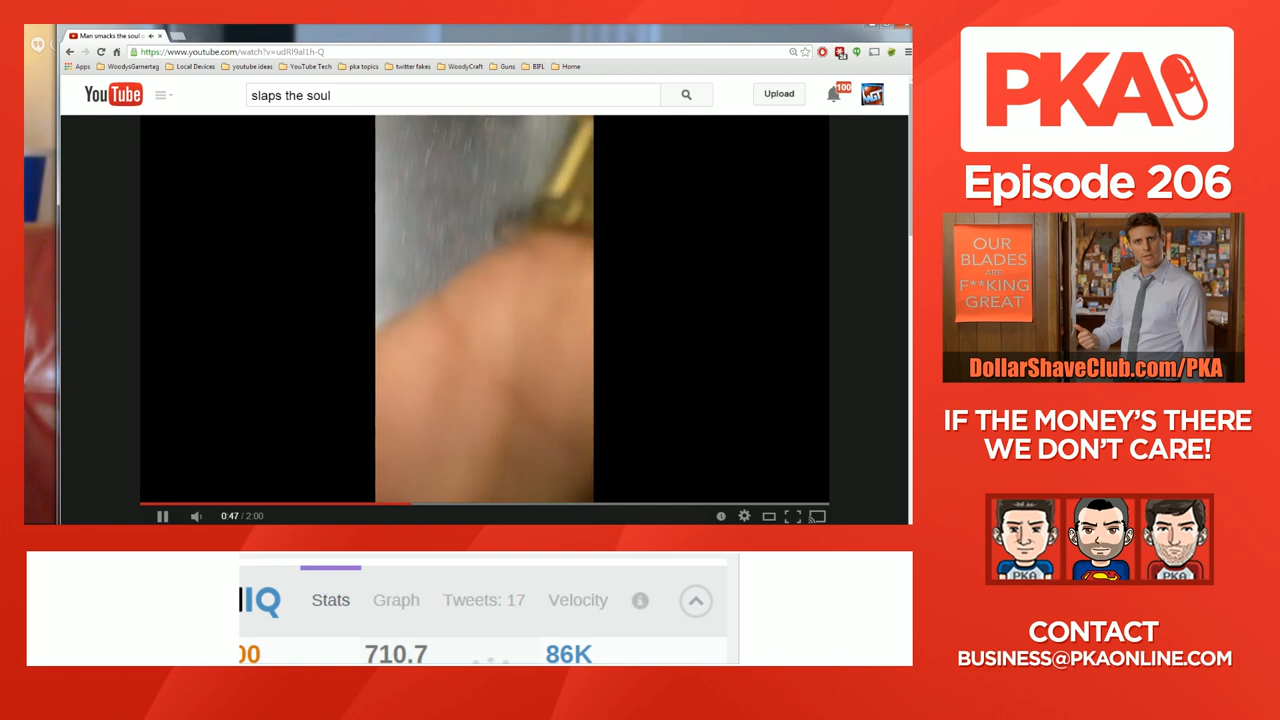 Man smacks the soul o
https://www.youtube.com/watch?v=udRl9al1h-Q
Apps WoodysGamertag Local Devices youtube ideas YouTube Tech pka topics twitter fakes WoodyCraft Guns BIFL Home
YouTube
slaps the soul
Upload
100
WGT
0:47 / 2:00
IQ
Stats Graph Tweets: 17 Velocity
00 710.7 86K
PKA
Episode 206
OUR
BLADES
ARE
F**KING
GREAT
DollarShaveClub.com/PKA
IF THE MONEY'S THERE
WE DON'T CARE!
PKA PKA
CONTACT
BUSINESS@PKAONLINE.COM